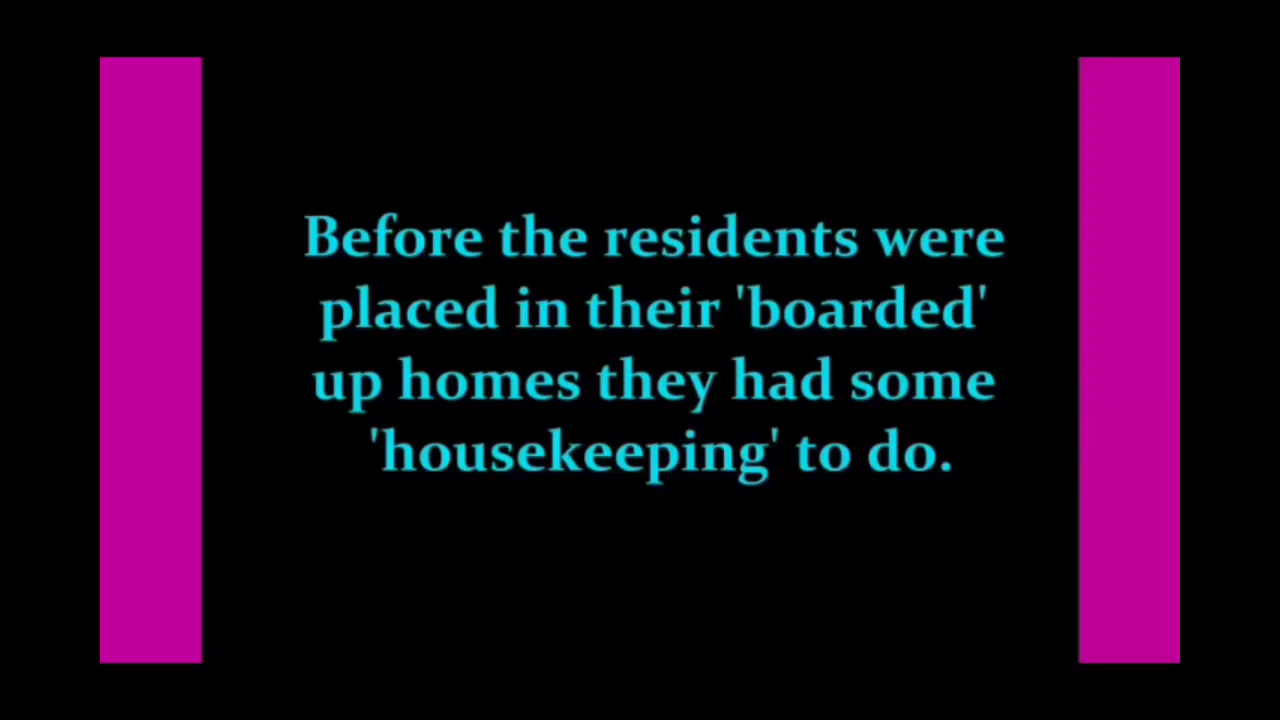 Before the residents were
placed in their 'boarded'
up homes they had some
'housekeeping' to do.